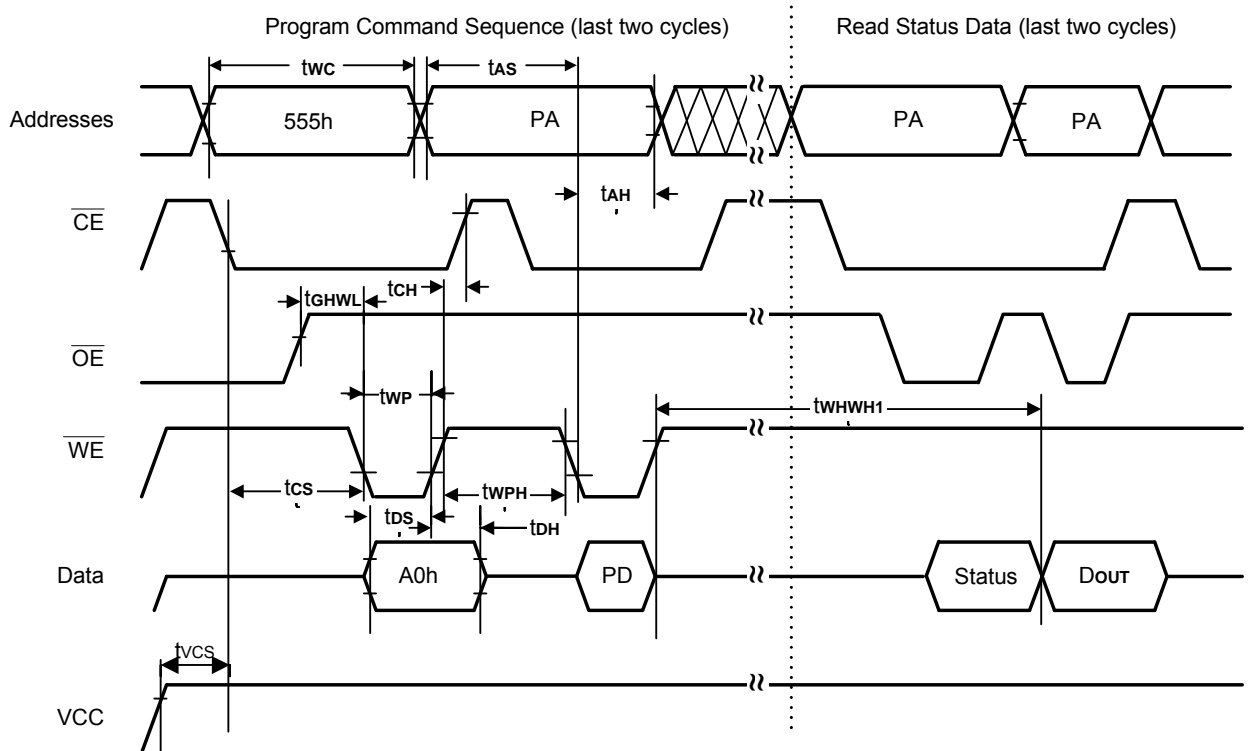 Program Command Sequence (last two cycles)
Read Status Data (last two cycles)
tWC
tAS
Addresses
555h
PA
PA
PA
tAH
CE
tCH
tGHWL
OE
tWP
tWHWH1
WE
tCS
tWPH
tDS
tDH
Data
A0h
PD
Status
DOUT
tVCS
VCC